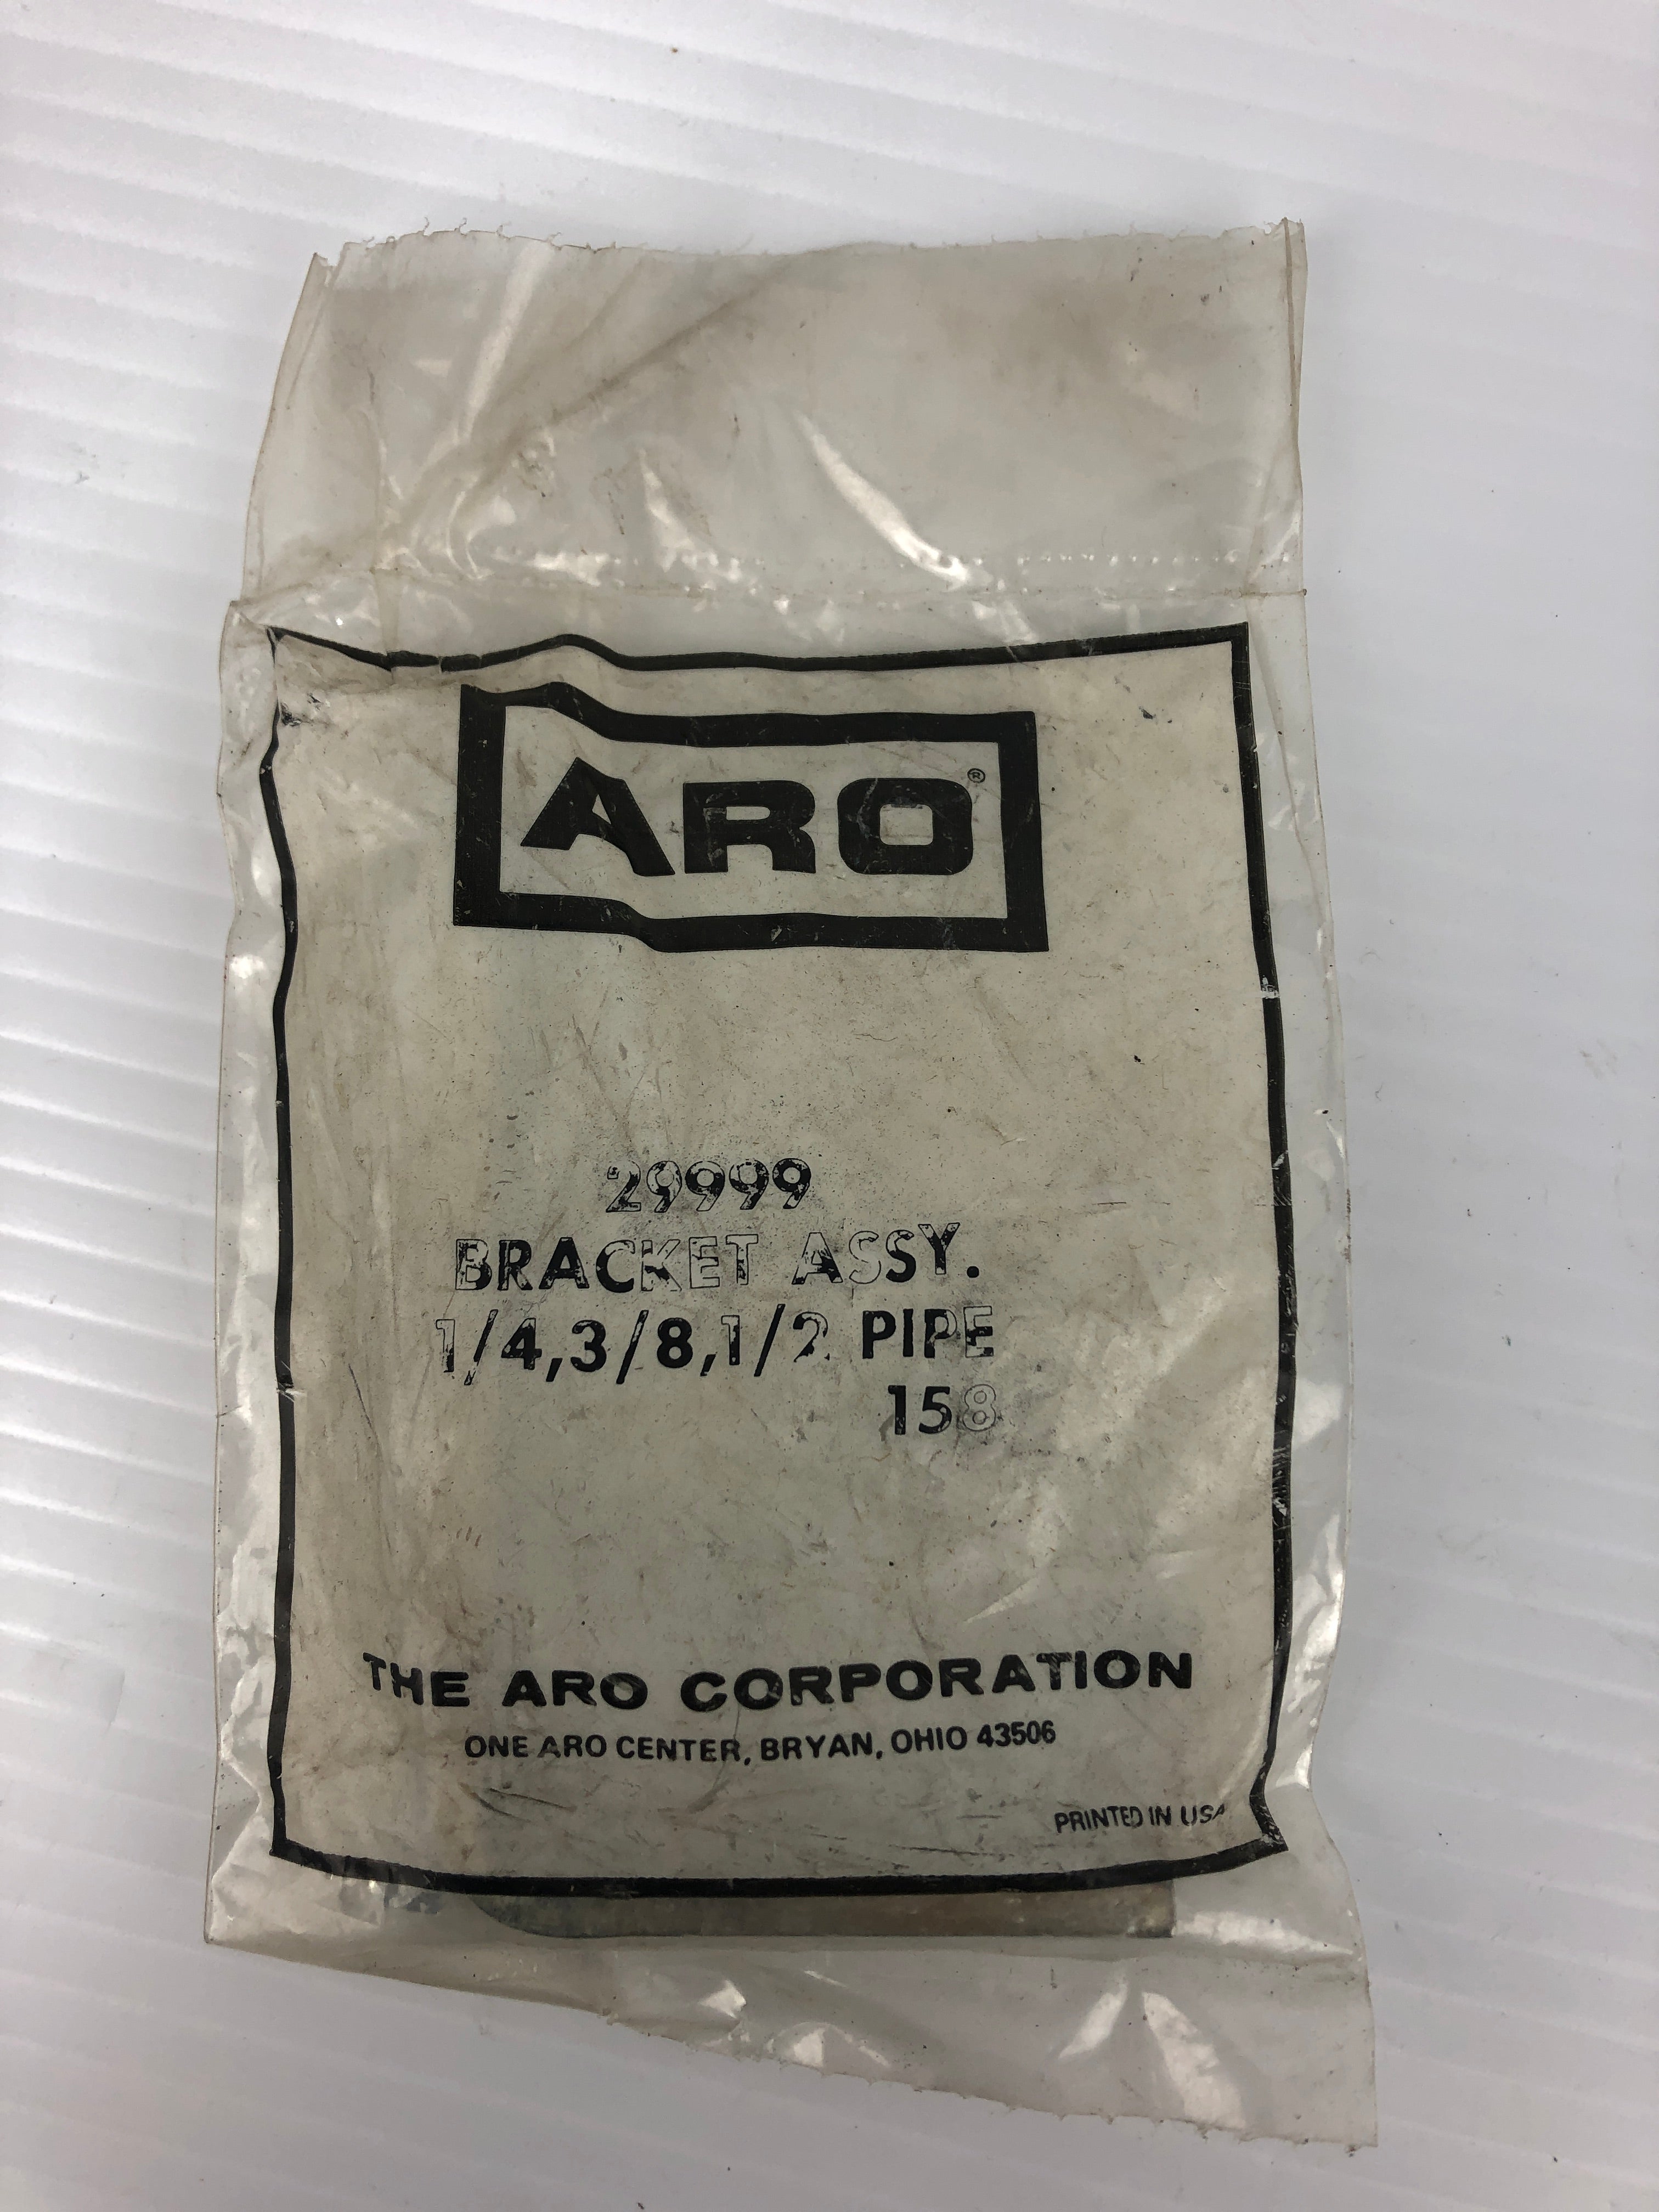 ARO®
29999
BRACKET ASSY.
1/4,3/8,1/2 PIPE
158
THE ARO CORPORATION
ONE ARO CENTER, BRYAN, OHIO 43506
PRINTED IN USA